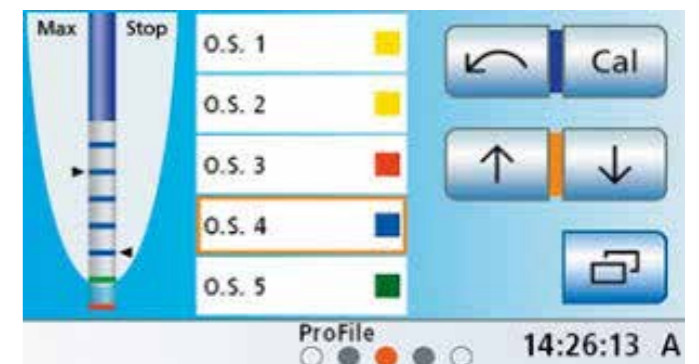 Max Stop
O.S. 1
O.S. 2
O.S. 3
O.S. 4
O.S. 5
Cal
ProFile
14:26:13 A